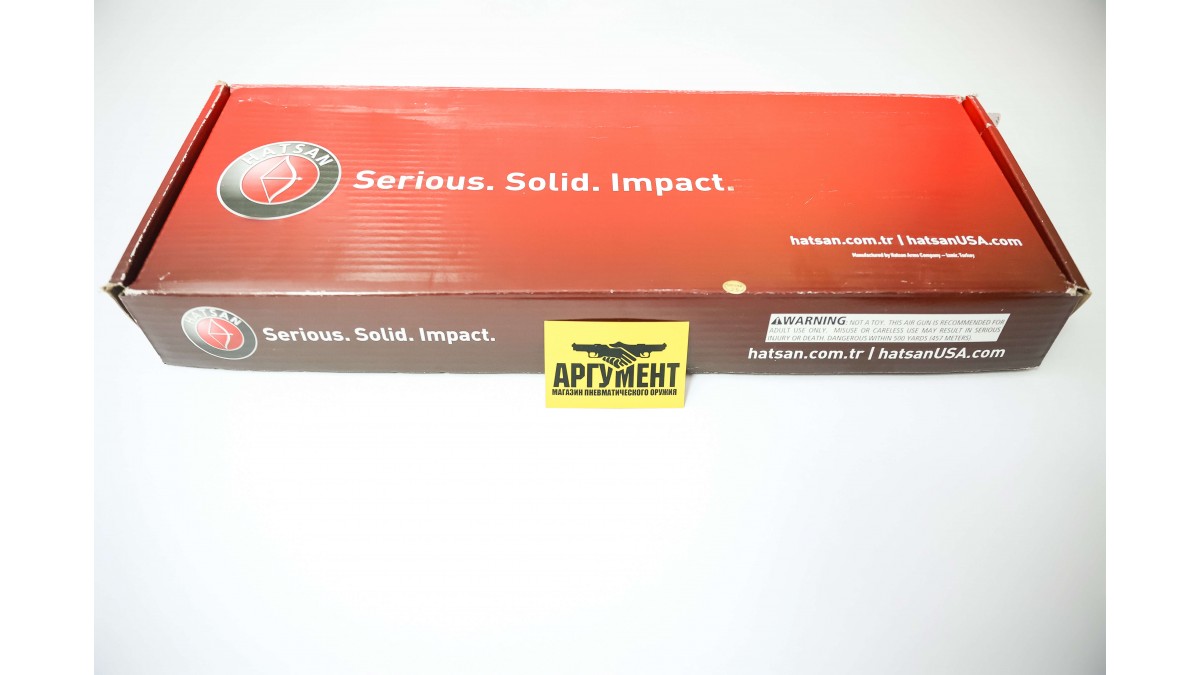 HATSAN
Serious. Solid. Impact.
hatsan.com.tr | hatsanUSA.com
Manufactured by Hatsan Arms Company — Izmir, Turkey
HATSAN
Serious. Solid. Impact.
WARNING: NOT A TOY. THIS AIR GUN IS RECOMMENDED FOR
ADULT USE ONLY. MISUSE OR CARELESS USE MAY RESULT IN SERIOUS
INJURY OR DEATH. DANGEROUS WITHIN 500 YARDS (457 METERS).
hatsan.com.tr | hatsanUSA.com
АРГУМЕНТ
МАГАЗИН ПНЕВМАТИЧЕСКОГО ОРУЖИЯ